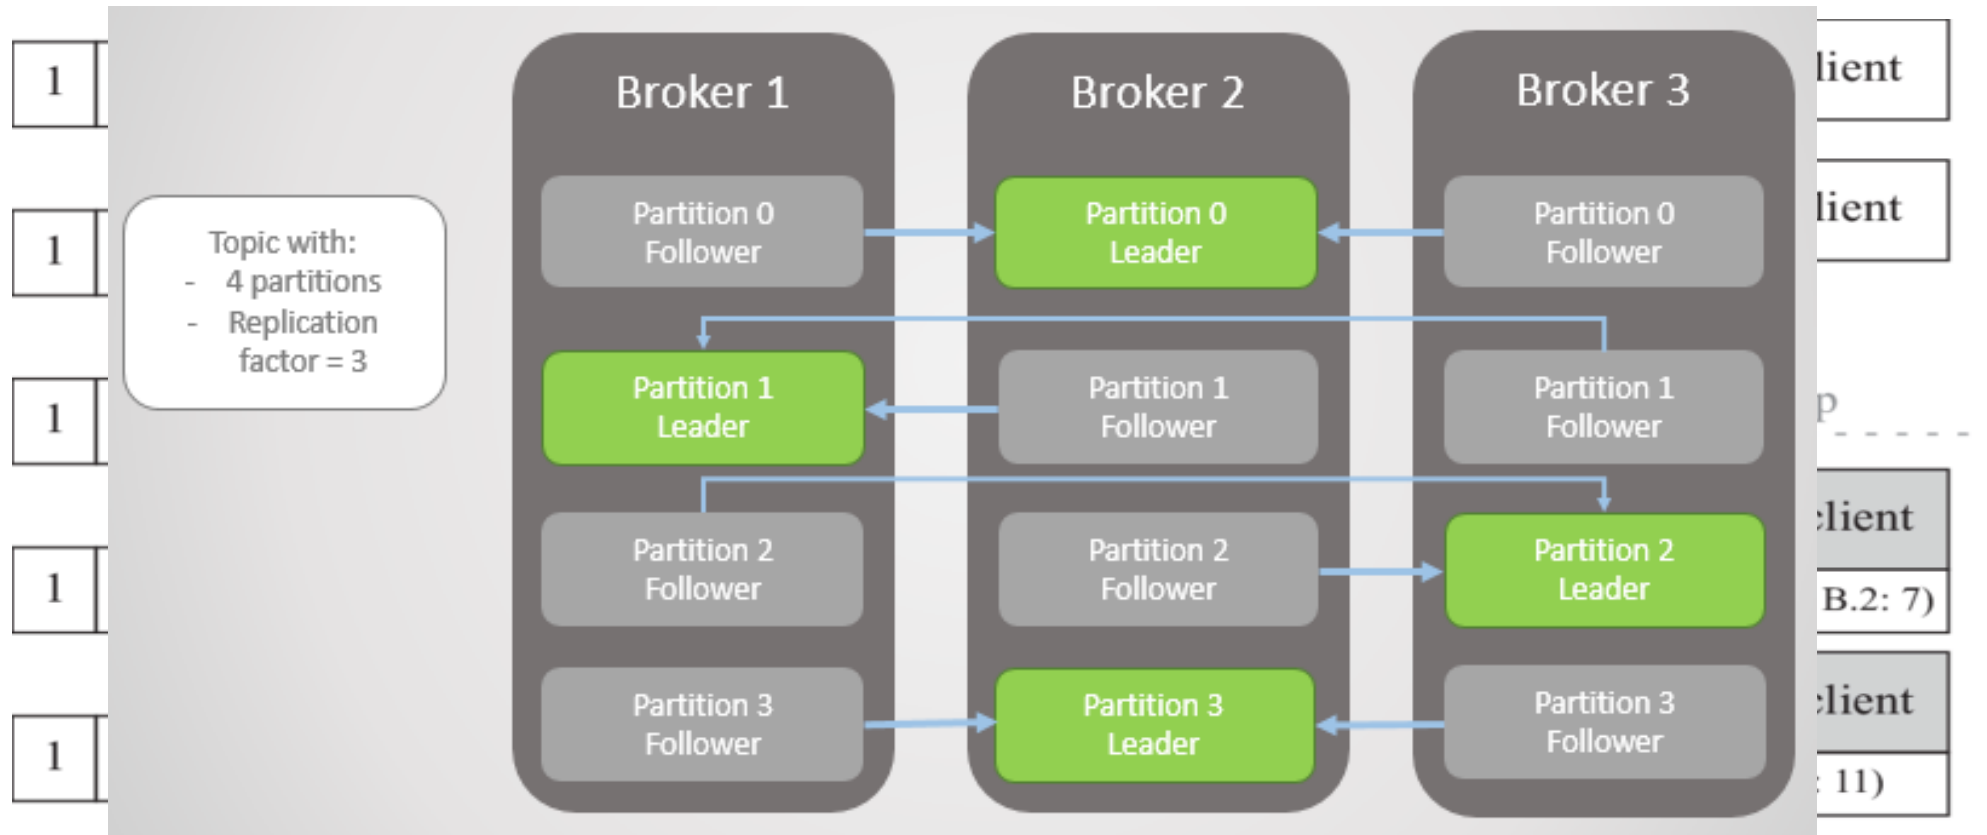 1
1
1
1
1
Topic with:
- 4 partitions
- Replication
factor = 3
Broker 1
Broker 2
Broker 3
Partition 0
Follower
Partition 0
Leader
Partition 0
Follower
Partition 1
Leader
Partition 1
Follower
Partition 1
Follower
Partition 2
Follower
Partition 2
Follower
Partition 2
Leader
Partition 3
Follower
Partition 3
Leader
Partition 3
Follower
lient
lient
p
client
B.2: 7)
client
: 11)